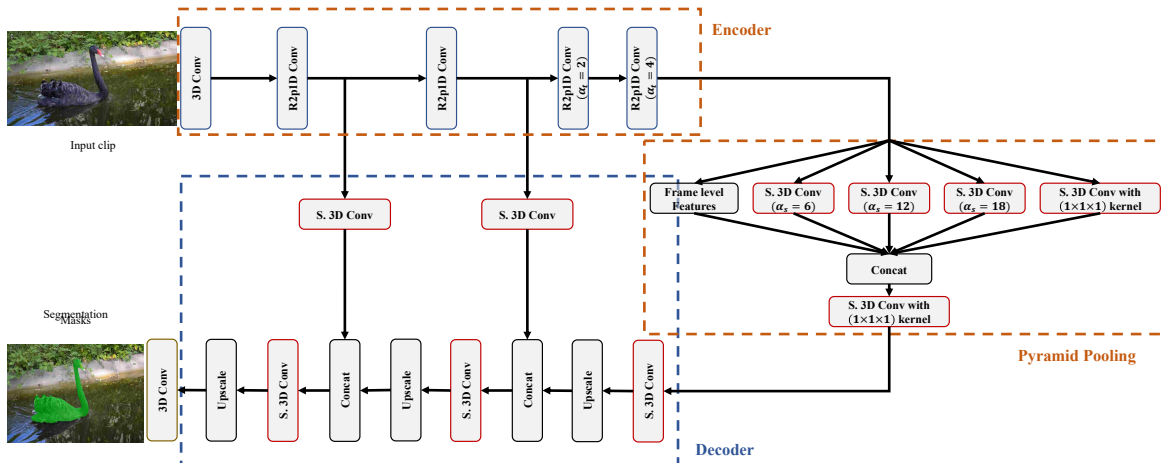 Encoder
3D Conv
R2p1D Conv
R2p1D Conv
R2p1D Conv
(αₜ = 2)
R2p1D Conv
(αₜ = 4)
Input clip
Frame level
Features
S. 3D Conv
(αₛ = 6)
S. 3D Conv
(αₛ = 12)
S. 3D Conv
(αₛ = 18)
S. 3D Conv with
(1×1×1) kernel
S. 3D Conv
S. 3D Conv
Concat
S. 3D Conv with
(1×1×1) kernel
Pyramid Pooling
Segmentation
Masks
3D Conv
Upscale
S. 3D Conv
Concat
Upscale
S. 3D Conv
Concat
Upscale
S. 3D Conv
Decoder